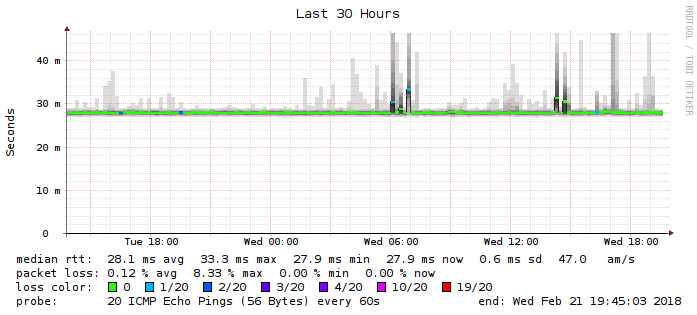 Last 30 Hours
RRDTOOL / TOBI OETIKER
Seconds
40 m
30 m
20 m
10 m
0
Tue 18:00 Wed 00:00 Wed 06:00 Wed 12:00 Wed 18:00
median rtt: 28.1 ms avg 33.3 ms max 27.9 ms min 27.9 ms now 0.6 ms sd 47.0 am/s
packet loss: 0.12 % avg 8.33 % max 0.00 % min 0.00 % now
loss color: 0 1/20 2/20 3/20 4/20 10/20 19/20
probe: 20 ICMP Echo Pings (56 Bytes) every 60s end: Wed Feb 21 19:45:03 2018